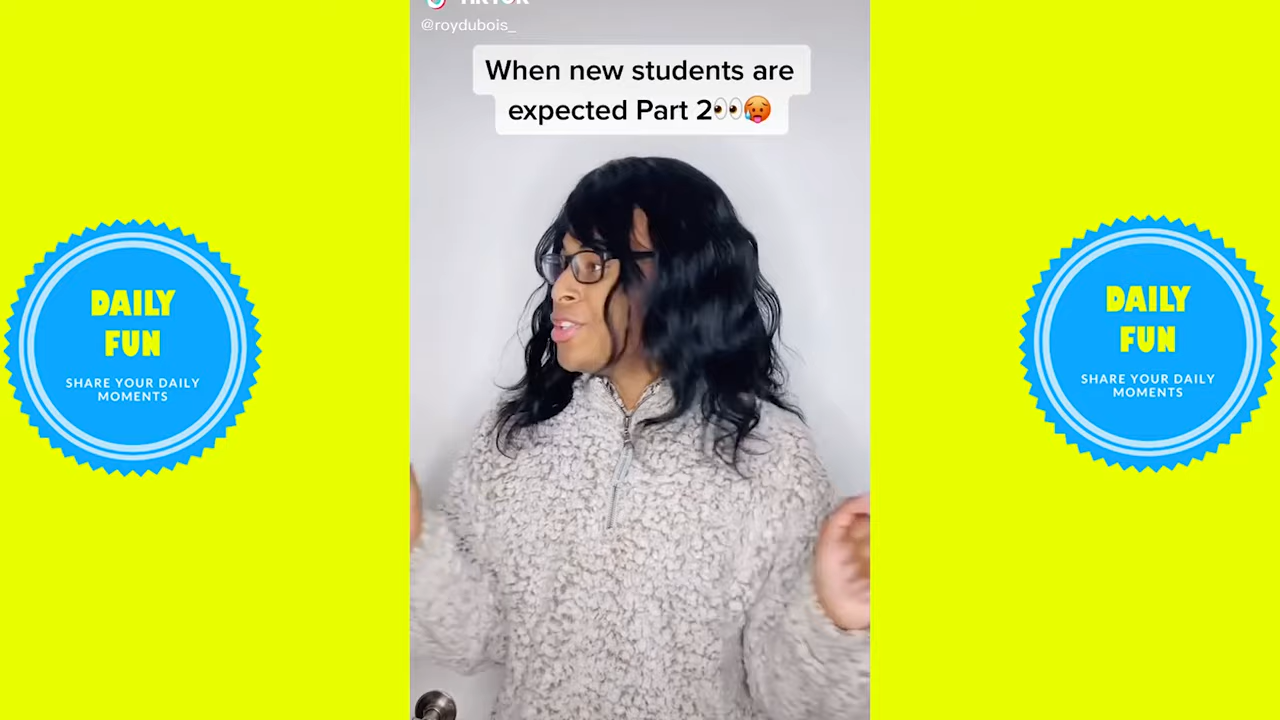 TikTok
@roydubois_
When new students are
expected Part 2👀🥵
DAILY
FUN
SHARE YOUR DAILY
MOMENTS
DAILY
FUN
SHARE YOUR DAILY
MOMENTS